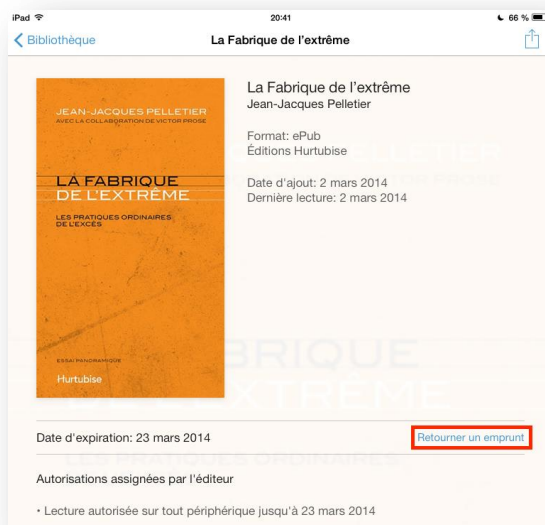 iPad 20:41 66 %
Bibliothèque La Fabrique de l'extrême
JEAN-JACQUES PELLETIER
AVEC LA COLLABORATION DE VICTOR PROSE
LA FABRIQUE
DE L'EXTRÊME
LES PRATIQUES ORDINAIRES
DE L'EXCÈS
ESSAI PANORAMIQUE
Hurtubise
La Fabrique de l'extrême
Jean-Jacques Pelletier
Format: ePub
Éditions Hurtubise
Date d'ajout: 2 mars 2014
Dernière lecture: 2 mars 2014
Date d'expiration: 23 mars 2014 Retourner un emprunt
Autorisations assignées par l'éditeur
• Lecture autorisée sur tout périphérique jusqu'à 23 mars 2014